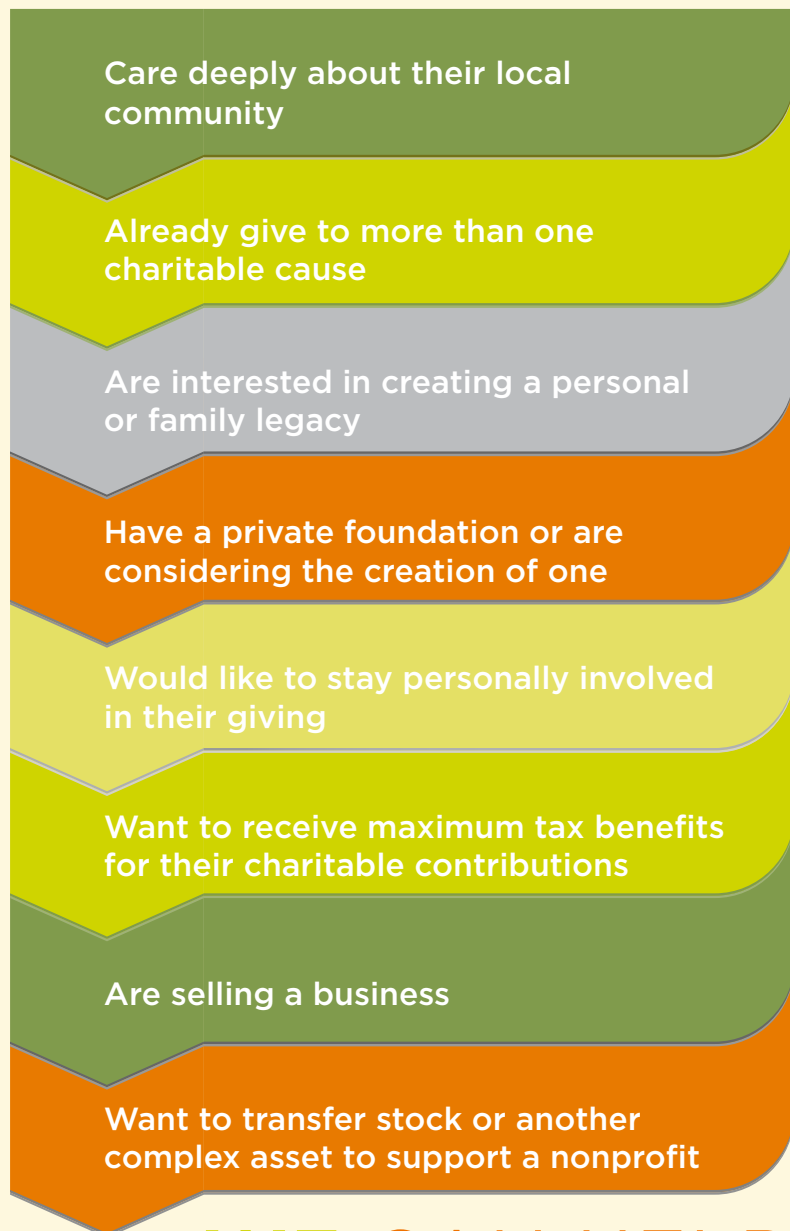 Care deeply about their local
community
Already give to more than one
charitable cause
Are interested in creating a personal
or family legacy
Have a private foundation or are
considering the creation of one
Would like to stay personally involved
in their giving
Want to receive maximum tax benefits
for their charitable contributions
Are selling a business
Want to transfer stock or another
complex asset to support a nonprofit